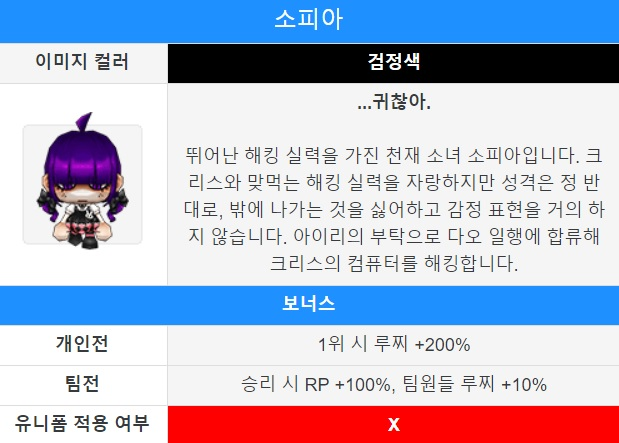 소피아
이미지 컬러
검정색
...귀찮아.
뛰어난 해킹 실력을 가진 천재 소녀 소피아입니다. 크
리스와 맞먹는 해킹 실력을 자랑하지만 성격은 정 반
대로, 밖에 나가는 것을 싫어하고 감정 표현을 거의 하
지 않습니다. 아이리의 부탁으로 다오 일행에 합류해
크리스의 컴퓨터를 해킹합니다.
보너스
개인전
1위 시 루찌 +200%
팀전
승리 시 RP +100%, 팀원들 루찌 +10%
유니폼 적용 여부
X